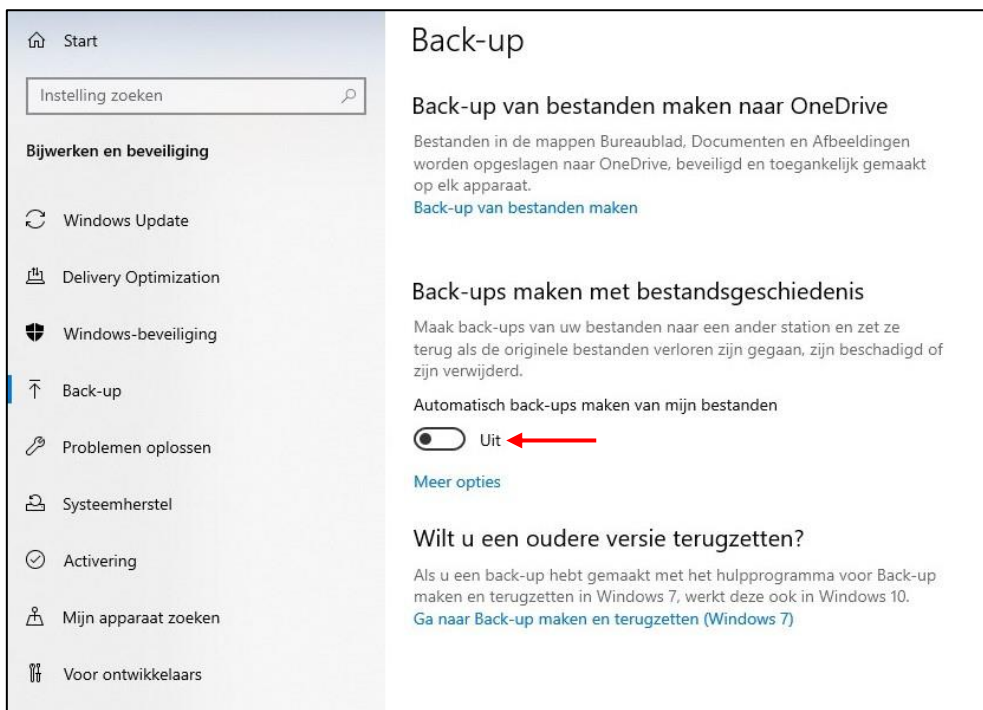 Start
Instelling zoeken
Bijwerken en beveiliging
Windows Update
Delivery Optimization
Windows-beveiliging
Back-up
Problemen oplossen
Systeemherstel
Activering
Mijn apparaat zoeken
Voor ontwikkelaars
Back-up
Back-up van bestanden maken naar OneDrive
Bestanden in de mappen Bureaublad, Documenten en Afbeeldingen
worden opgeslagen naar OneDrive, beveiligd en toegankelijk gemaakt
op elk apparaat.
Back-up van bestanden maken
Back-ups maken met bestandsgeschiedenis
Maak back-ups van uw bestanden naar een ander station en zet ze
terug als de originele bestanden verloren zijn gegaan, zijn beschadigd of
zijn verwijderd.
Automatisch back-ups maken van mijn bestanden
Uit
Meer opties
Wilt u een oudere versie terugzetten?
Als u een back-up hebt gemaakt met het hulpprogramma voor Back-up
maken en terugzetten in Windows 7, werkt deze ook in Windows 10.
Ga naar Back-up maken en terugzetten (Windows 7)